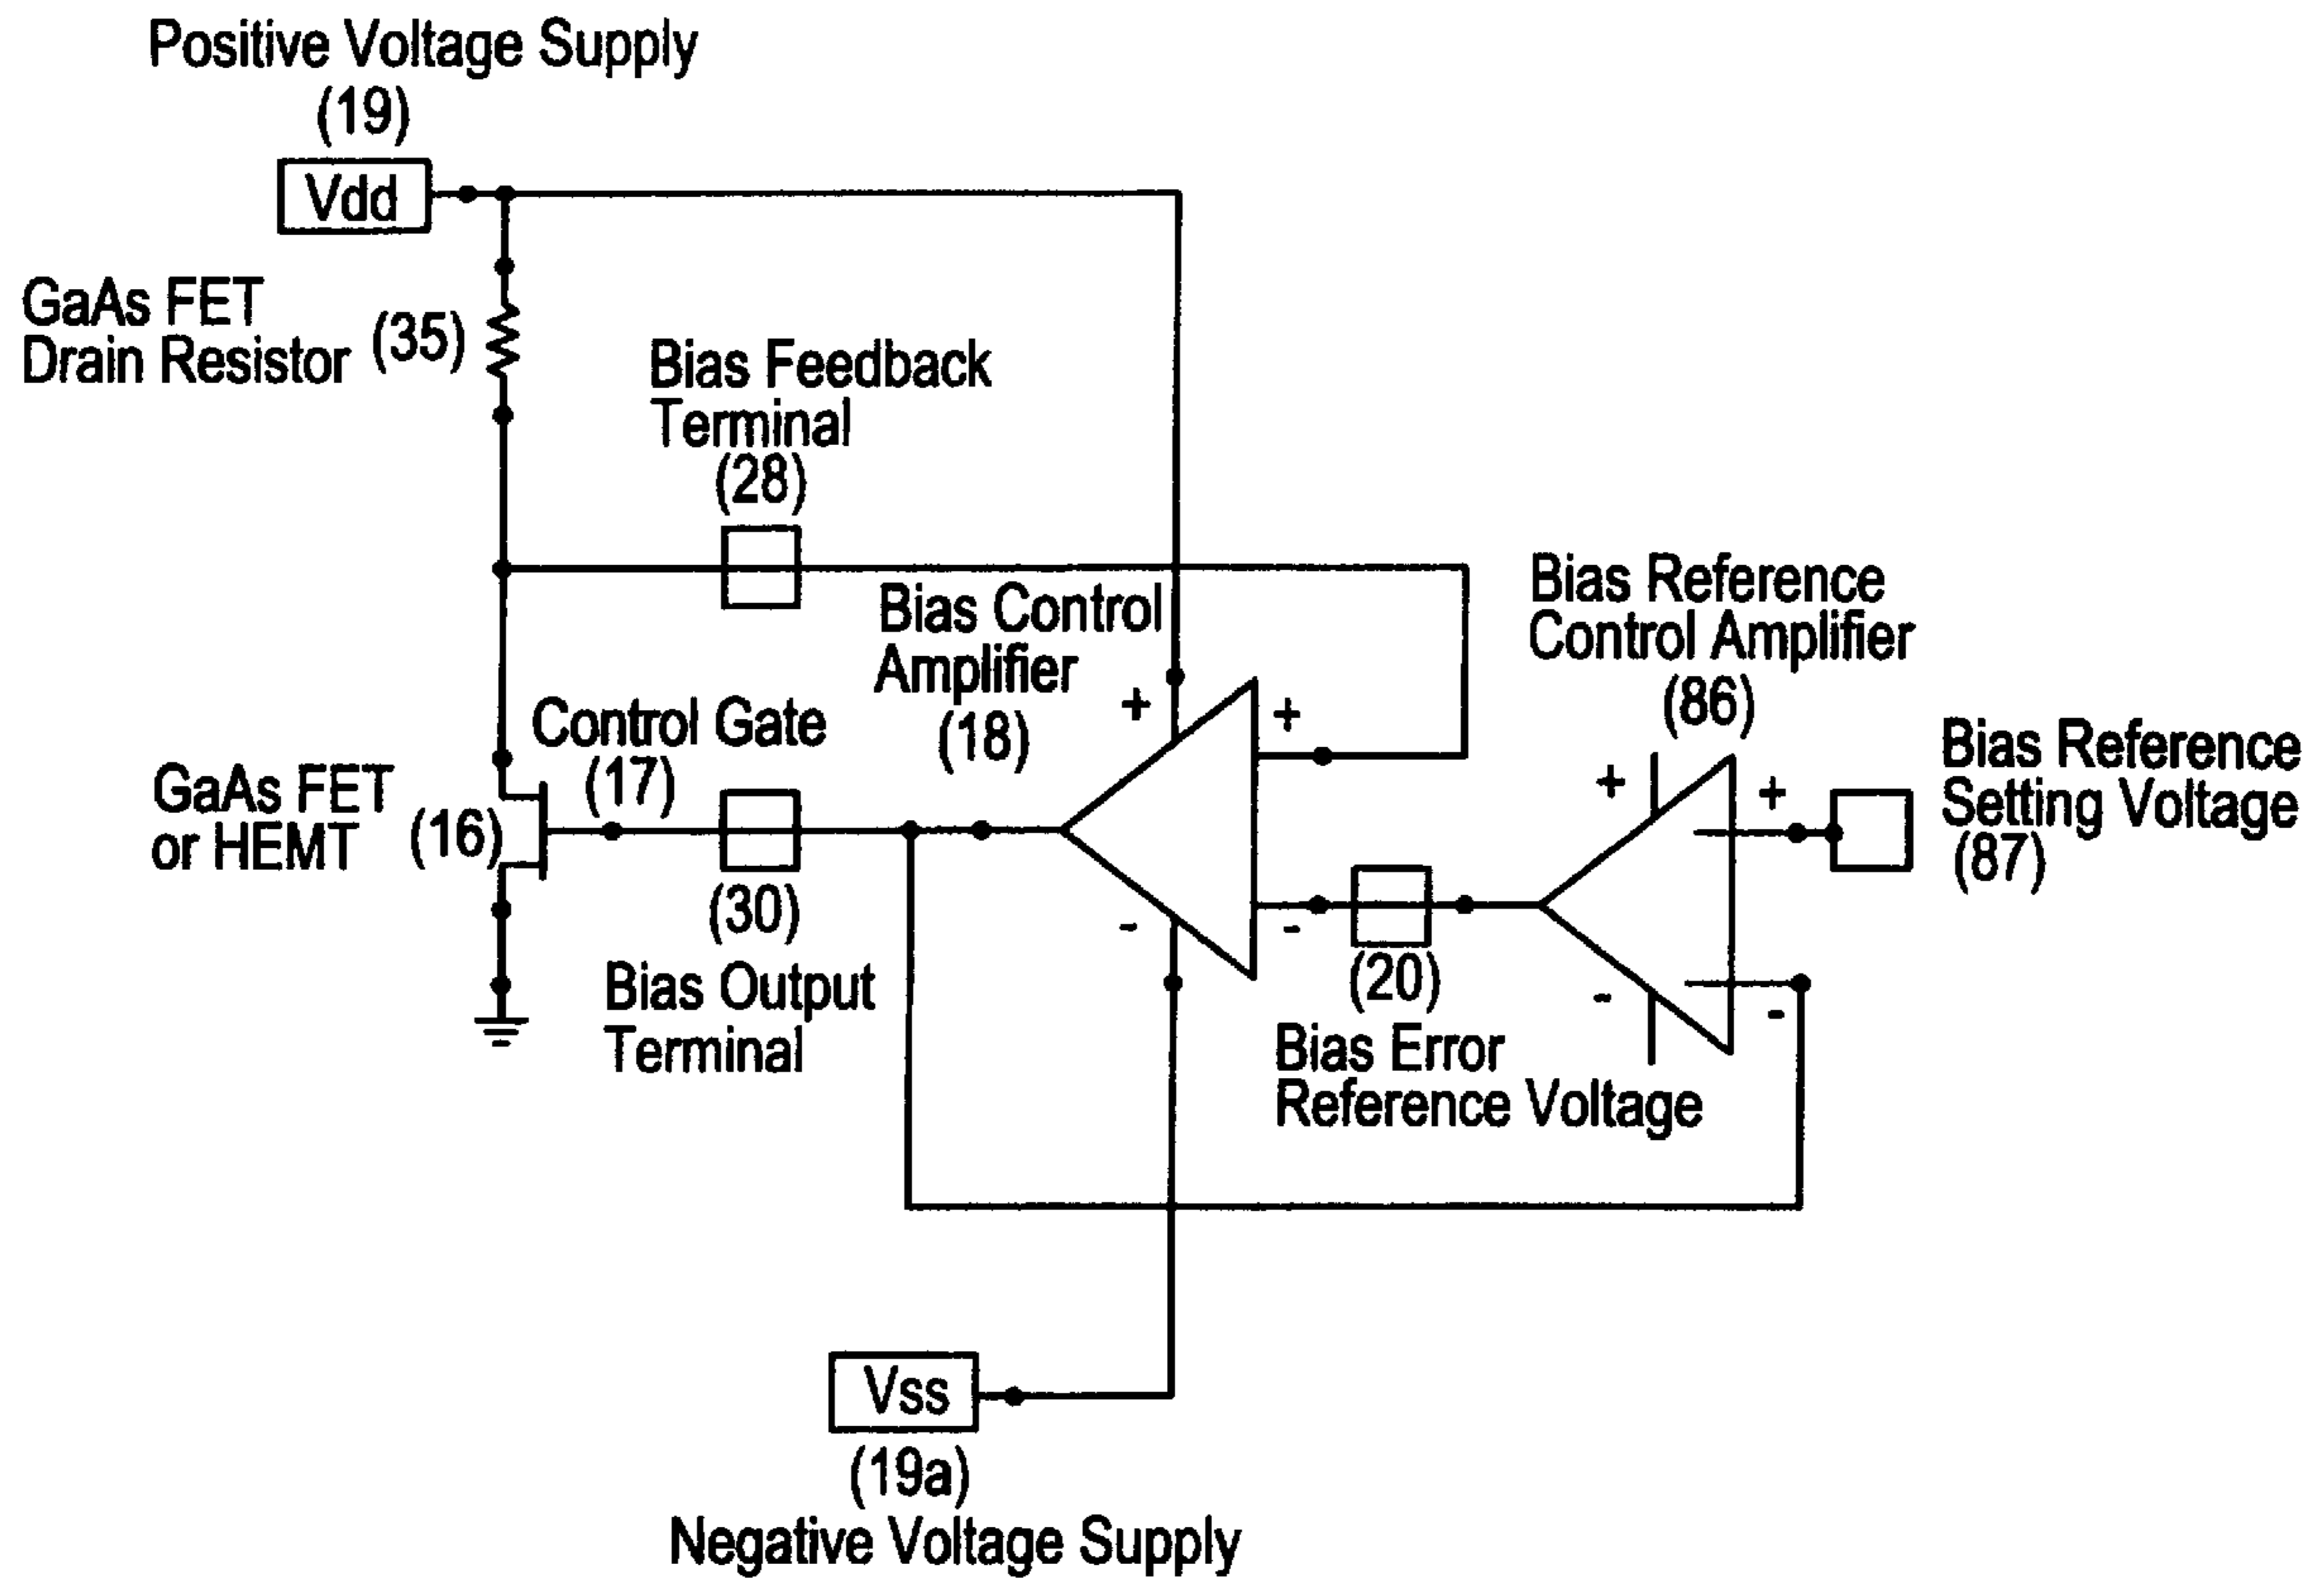 Positive Voltage Supply
(19)
Vdd
GaAs FET
Drain Resistor
(35)
Bias Feedback
Terminal
(28)
Bias Control
Amplifier
(18)
+
+
-
-
Control Gate
(17)
GaAs FET
or HEMT
(16)
(30)
Bias Output
Terminal
Bias Reference
Control Amplifier
(86)
+
+
-
-
Bias Reference
Setting Voltage
(87)
(20)
Bias Error
Reference Voltage
Vss
(19a)
Negative Voltage Supply